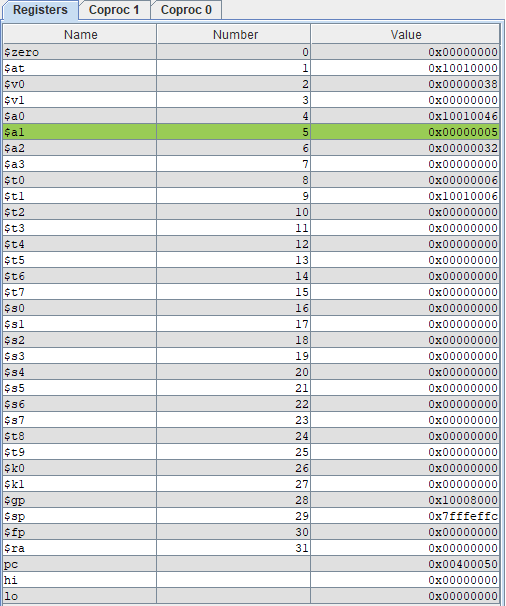 Registers Coproc 1 Coproc 0
Name Number Value
$zero 0 0x00000000
$at 1 0x10010000
$v0 2 0x00000038
$v1 3 0x00000000
$a0 4 0x10010046
$a1 5 0x00000005
$a2 6 0x00000032
$a3 7 0x00000000
$t0 8 0x00000006
$t1 9 0x10010006
$t2 10 0x00000000
$t3 11 0x00000000
$t4 12 0x00000000
$t5 13 0x00000000
$t6 14 0x00000000
$t7 15 0x00000000
$s0 16 0x00000000
$s1 17 0x00000000
$s2 18 0x00000000
$s3 19 0x00000000
$s4 20 0x00000000
$s5 21 0x00000000
$s6 22 0x00000000
$s7 23 0x00000000
$t8 24 0x00000000
$t9 25 0x00000000
$k0 26 0x00000000
$k1 27 0x00000000
$gp 28 0x10008000
$sp 29 0x7fffeffc
$fp 30 0x00000000
$ra 31 0x00000000
pc 0x00400050
hi 0x00000000
lo 0x00000000